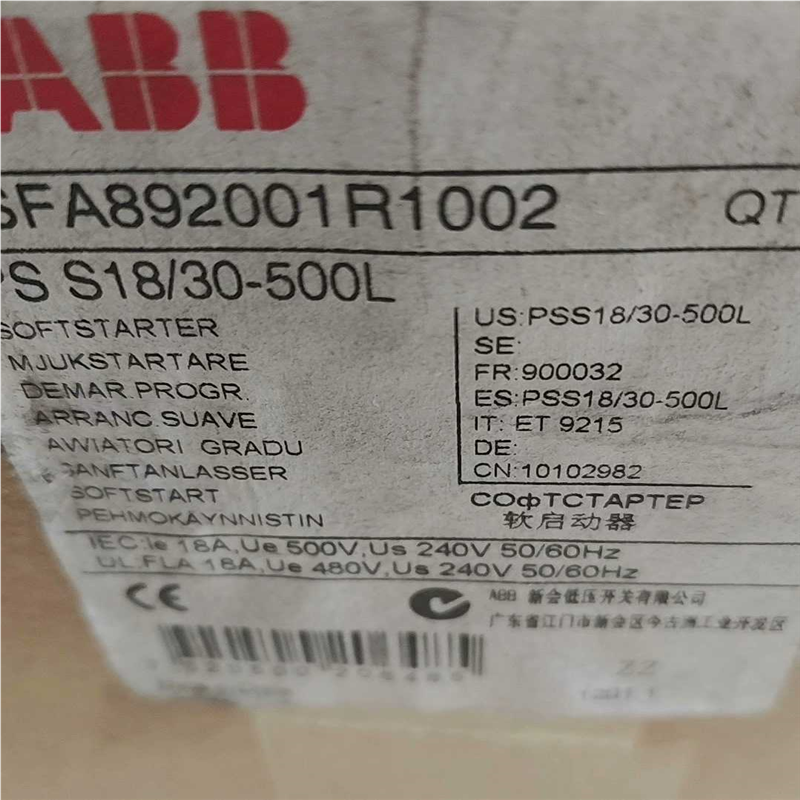 ABB
SFA892001R1002 QT
PS S18/30-500L
SOFTSTARTER
MJUKSTARTARE
DEMAR.PROGR.
ARRANC.SUAVE
AWIATORI GRADU
SANFTANLASSER
SOFTSTART
PEHMOKAYNNISTIN
US:PSS18/30-500L
SE:
FR:900032
ES:PSS18/30-500L
IT: ET 9215
DE:
CN:10102982
СОфТСТАРТЕР
软启动器
IEC:Ie 18A,Ue 500V,Us 240V 50/60Hz
UL:FLA 18A,Ue 480V,Us 240V 50/60Hz
CE
ABB 新会低压开关有限公司
广东省江门市新会区今古洲工业开发区
ZZ